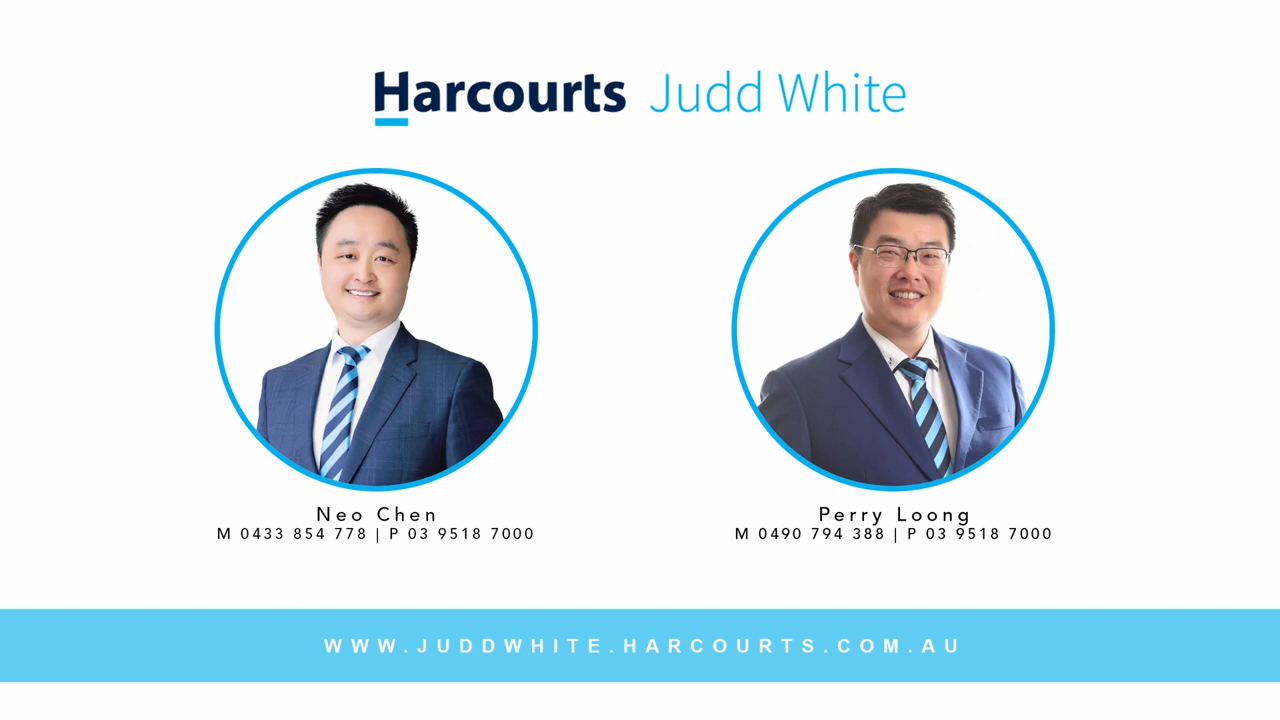 Harcourts Judd White
Neo Chen
M 0433 854 778 | P 03 9518 7000
Perry Loong
M 0490 794 388 | P 03 9518 7000
WWW.JUDDWHITE.HARCOURTS.COM.AU